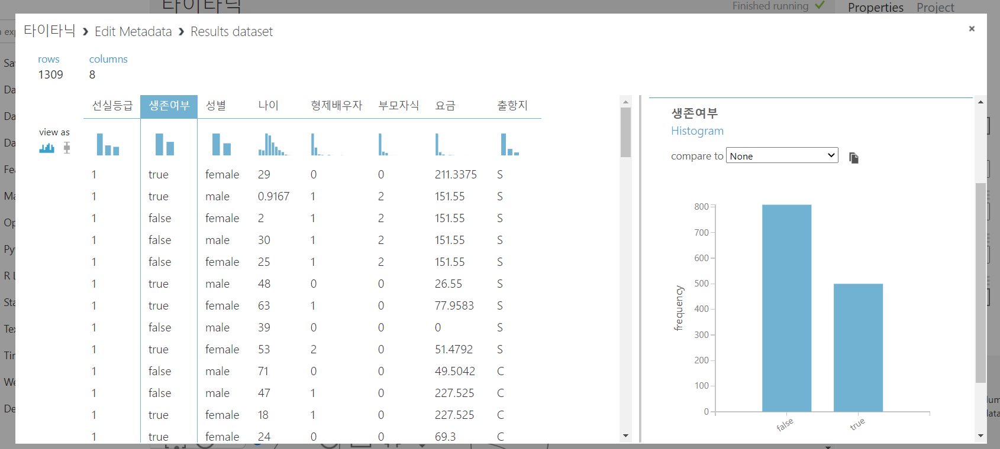 타이타닉
Finished running
Properties Project
타이타닉 › Edit Metadata › Results dataset
×
rows columns
1309 8
선실등급 생존여부 성별 나이 형제배우자 부모자식 요금 출항지
view as
1 true female 29 0 0 211.3375 S
1 true male 0.9167 1 2 151.55 S
1 false female 2 1 2 151.55 S
1 false male 30 1 2 151.55 S
1 false female 25 1 2 151.55 S
1 true male 48 0 0 26.55 S
1 true female 63 1 0 77.9583 S
1 false male 39 0 0 0 S
1 true female 53 2 0 51.4792 S
1 false male 71 0 0 49.5042 C
1 false male 47 1 0 227.525 C
1 true female 18 1 0 227.525 C
1 true female 24 0 0 69.3 C
생존여부
Histogram
compare to None
800
700
600
500
400
300
200
100
0
frequency
false true